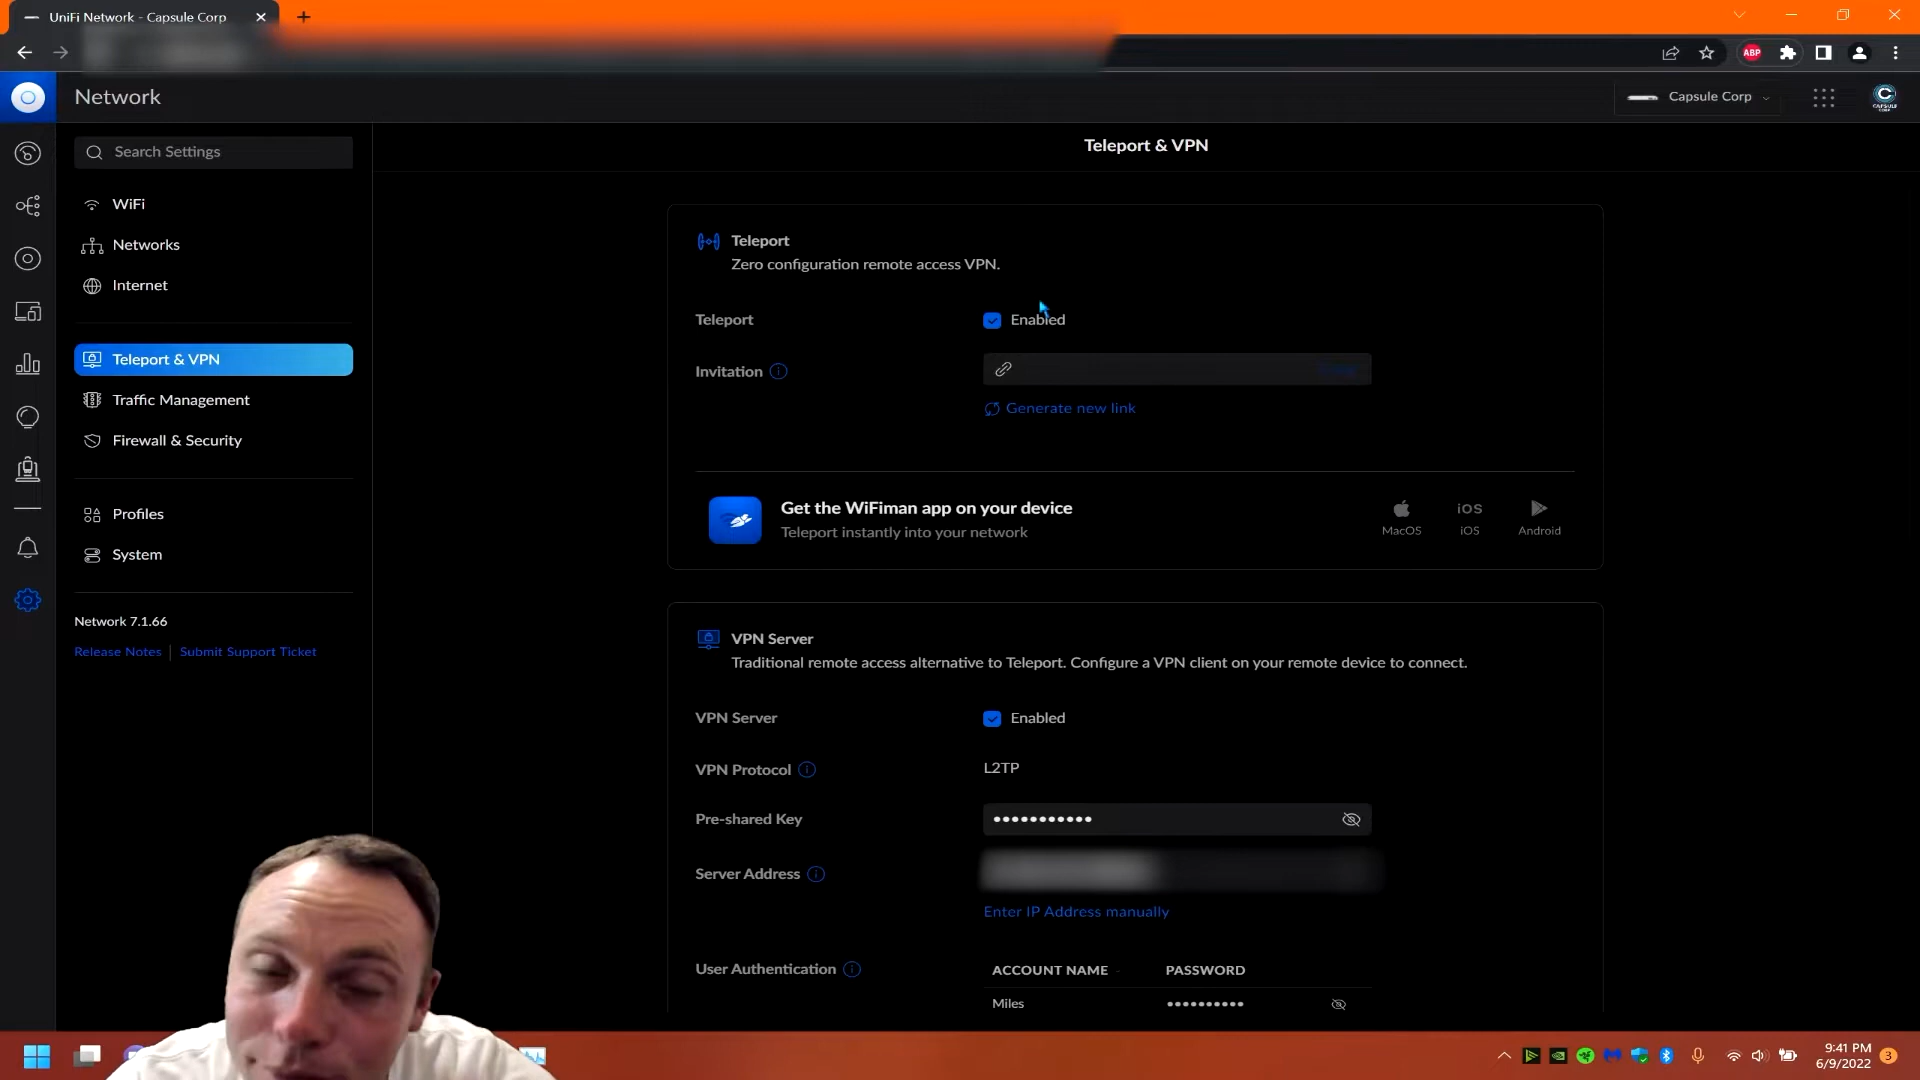 UniFi Network - Capsule Corp
ABP
Network
Capsule Corp
Search Settings
WiFi
Networks
Internet
Teleport & VPN
Traffic Management
Firewall & Security
Profiles
System
Network 7.1.66
Release Notes | Submit Support Ticket
Teleport & VPN
Teleport
Zero configuration remote access VPN.
Teleport
Enabled
Invitation
Generate new link
Get the WiFiman app on your device
Teleport instantly into your network
MacOS
iOS
iOS
Android
VPN Server
Traditional remote access alternative to Teleport. Configure a VPN client on your remote device to connect.
VPN Server
Enabled
VPN Protocol
L2TP
Pre-shared Key
•••••••••••
Server Address
Enter IP Address manually
User Authentication
ACCOUNT NAME
PASSWORD
Miles
••••••••••
9:41 PM
6/9/2022
3